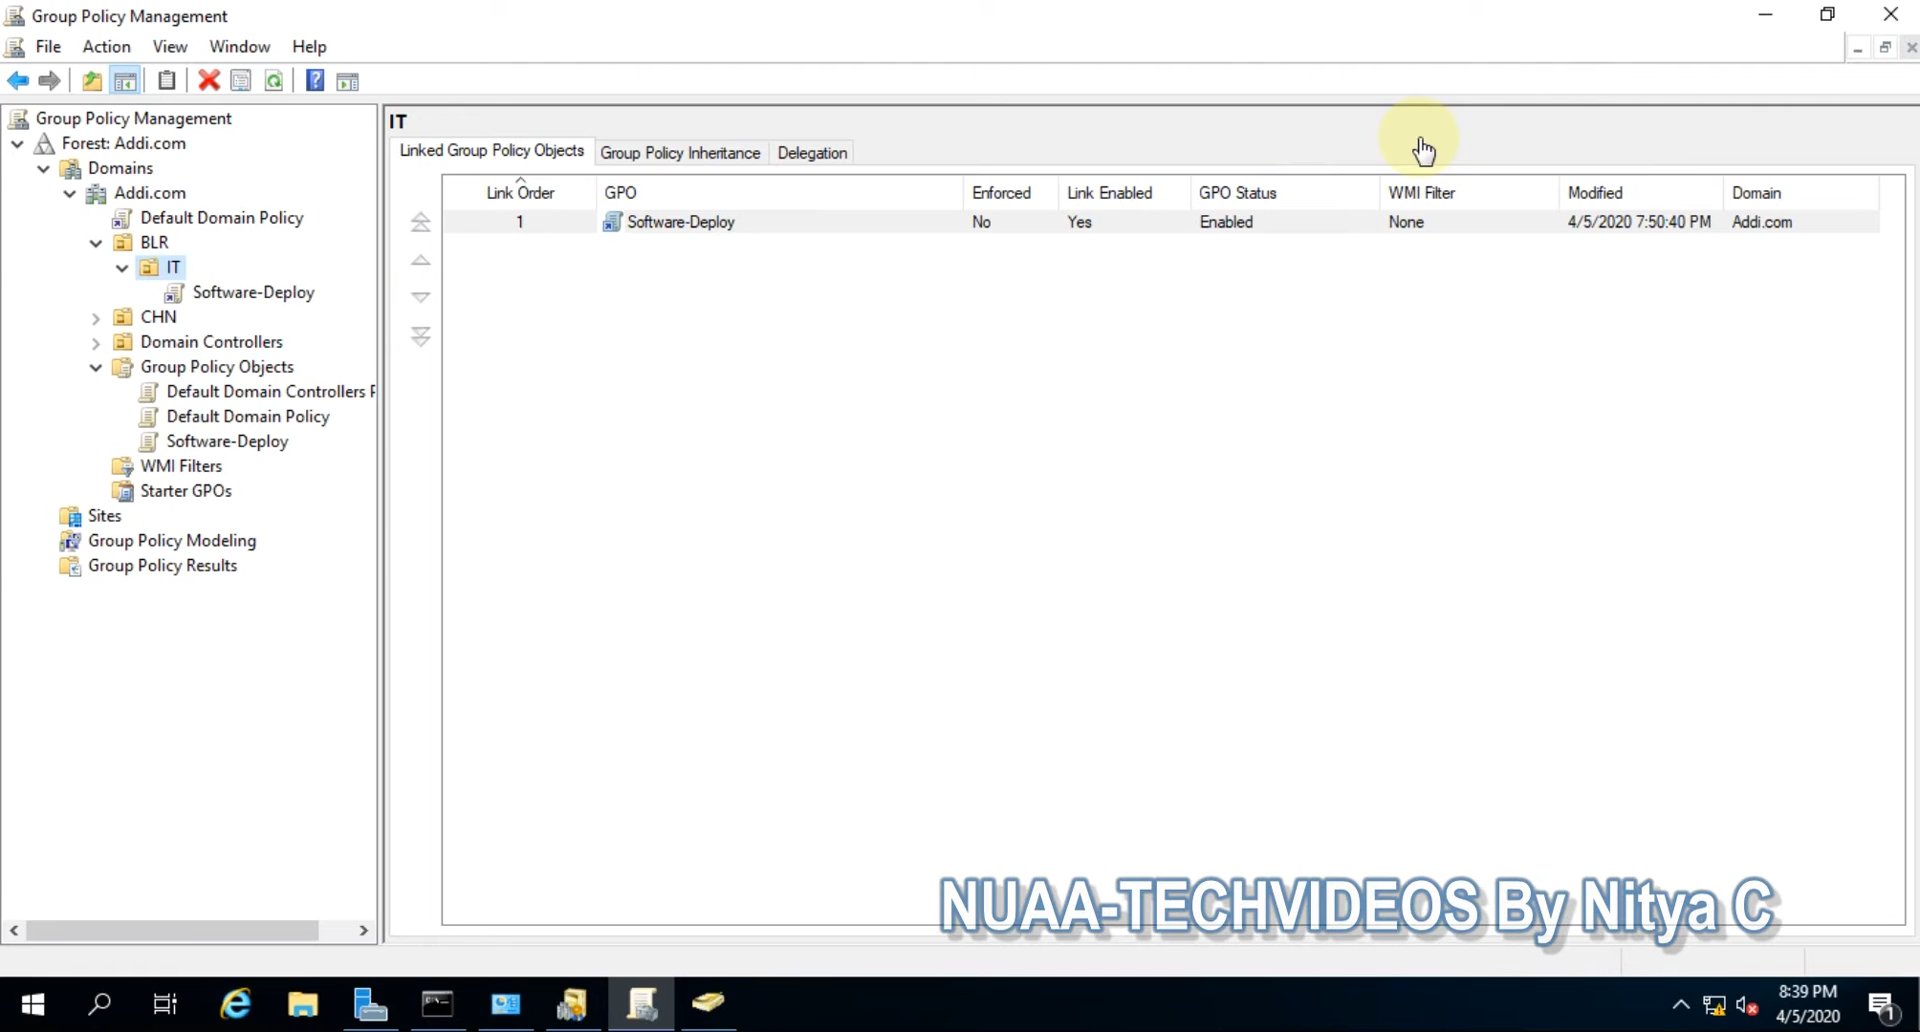 Group Policy Management
File Action View Window Help
Group Policy Management
Forest: Addi.com
Domains
Addi.com
Default Domain Policy
BLR
IT
Software-Deploy
CHN
Domain Controllers
Group Policy Objects
Default Domain Controllers P
Default Domain Policy
Software-Deploy
WMI Filters
Starter GPOs
Sites
Group Policy Modeling
Group Policy Results
IT
Linked Group Policy Objects Group Policy Inheritance Delegation
Link Order GPO Enforced Link Enabled GPO Status WMI Filter Modified Domain
1 Software-Deploy No Yes Enabled None 4/5/2020 7:50:40 PM Addi.com
NUAA-TECHVIDEOS By Nitya C
8:39 PM
4/5/2020
1